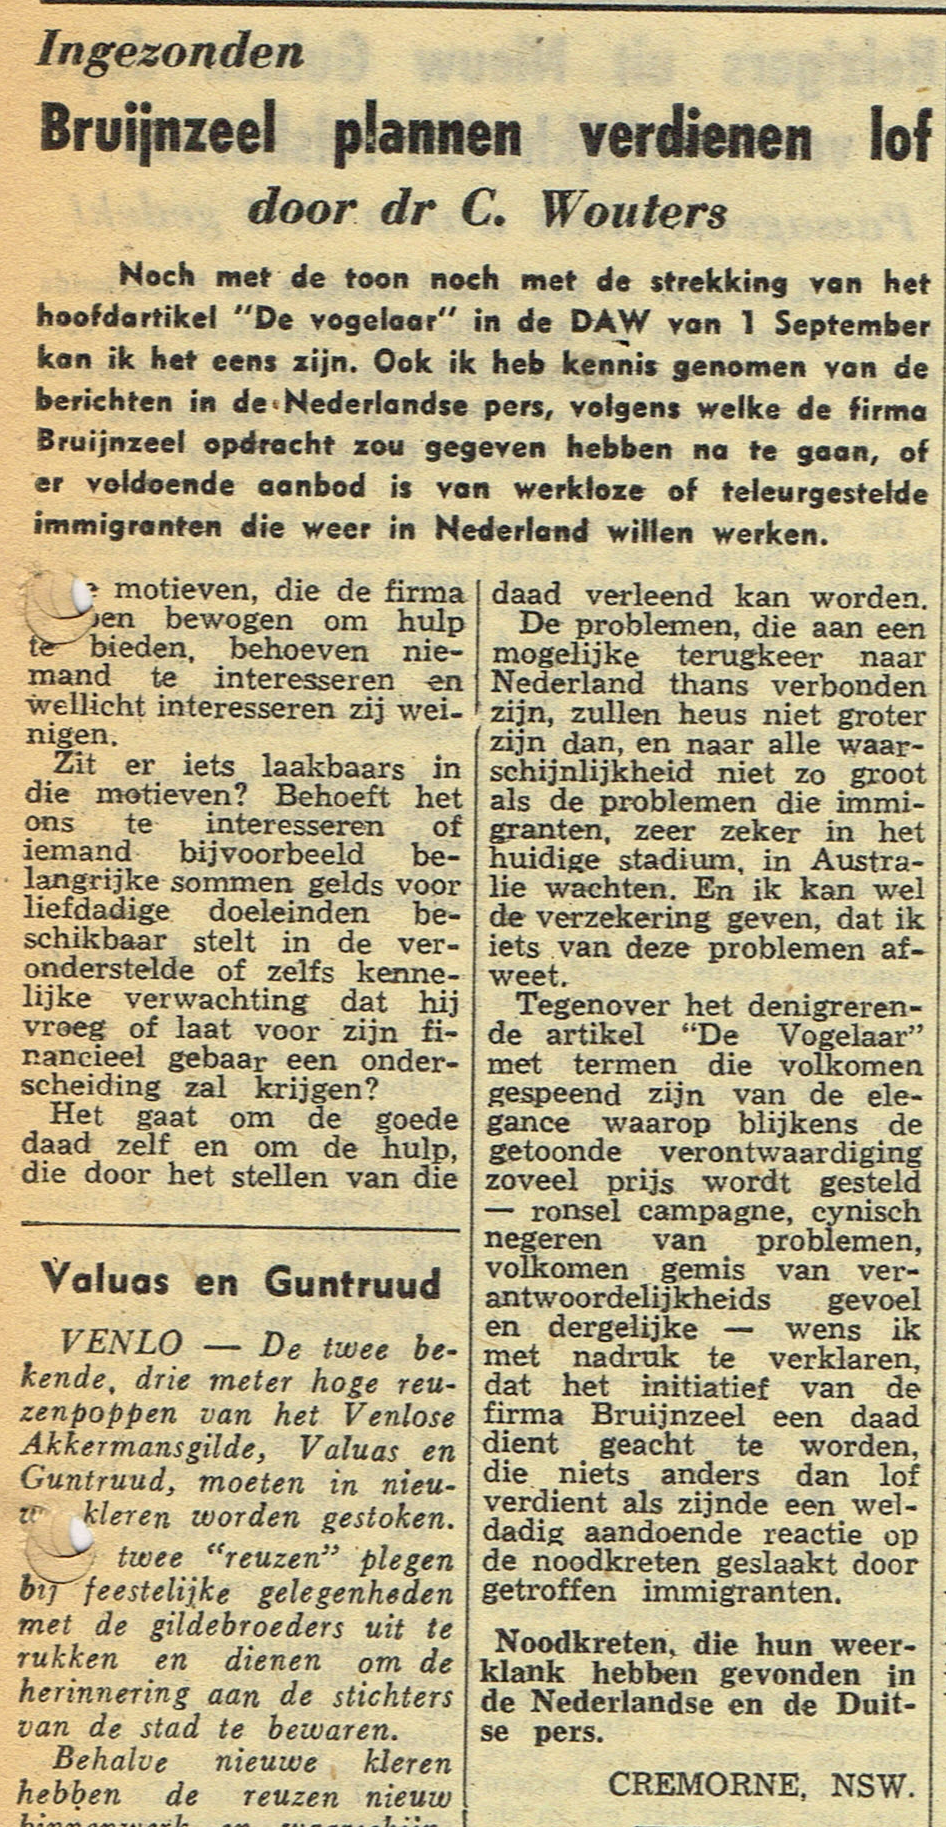 Ingezonden
Bruijnzeel plannen verdienen lof
door dr C. Wouters
Noch met de toon noch met de strekking van het
hoofdartikel "De vogelaar" in de DAW van 1 September
kan ik het eens zijn. Ook ik heb kennis genomen van de
berichten in de Nederlandse pers, volgens welke de firma
Bruijnzeel opdracht zou gegeven hebben na te gaan, of
er voldoende aanbod is van werkloze of teleurgestelde
immigranten die weer in Nederland willen werken.
motieven, die de firma
bewogen om hulp
te bieden, behoeven nie-
mand te interesseren en
wellicht interesseren zij wei-
nigen.
Zit er iets laakbaars in
die motieven? Behoeft het
ons te interesseren of
iemand bijvoorbeeld be-
langrijke sommen gelds voor
liefdadige doeleinden be-
schikbaar stelt in de ver-
onderstelde of zelfs kenne-
lijke verwachting dat hij
vroeg of laat voor zijn fi-
nancieel gebaar een onder-
scheiding zal krijgen?
Het gaat om de goede
daad zelf en om de hulp,
die door het stellen van die
daad verleend kan worden.
De problemen, die aan een
mogelijke terugkeer naar
Nederland thans verbonden
zijn, zullen heus niet groter
zijn dan, en naar alle waar-
schijnlijkheid niet zo groot
als de problemen die immi-
granten, zeer zeker in het
huidige stadium, in Austra-
lie wachten. En ik kan wel
de verzekering geven, dat ik
iets van deze problemen af-
weet.
Tegenover het denigreren-
de artikel "De Vogelaar"
met termen die volkomen
gespeend zijn van de ele-
gance waarop blijkens de
getoonde verontwaardiging
zoveel prijs wordt gesteld
— ronsel campagne, cynisch
negeren van problemen,
volkomen gemis van ver-
antwoordelijkheids gevoel
en dergelijke — wens ik
met nadruk te verklaren,
dat het initiatief van de
firma Bruijnzeel een daad
dient geacht te worden,
die niets anders dan lof
verdient als zijnde een wel-
dadig aandoende reactie op
de noodkreten geslaakt door
getroffen immigranten.
Noodkreten, die hun weer-
klank hebben gevonden in
de Nederlandse en de Duit-
se pers.
CREMORNE, NSW.
Valuas en Guntruud
VENLO — De twee be-
kende, drie meter hoge reu-
zenpoppen van het Venlose
Akkermansgilde, Valuas en
Guntruud, moeten in nieu-
kleren worden gestoken.
twee "reuzen" plegen
bij feestelijke gelegenheden
met de gildebroeders uit te
rukken en dienen om de
herinnering aan de stichters
van de stad te bewaren.
Behalve nieuwe kleren
hebben de reuzen nieuw